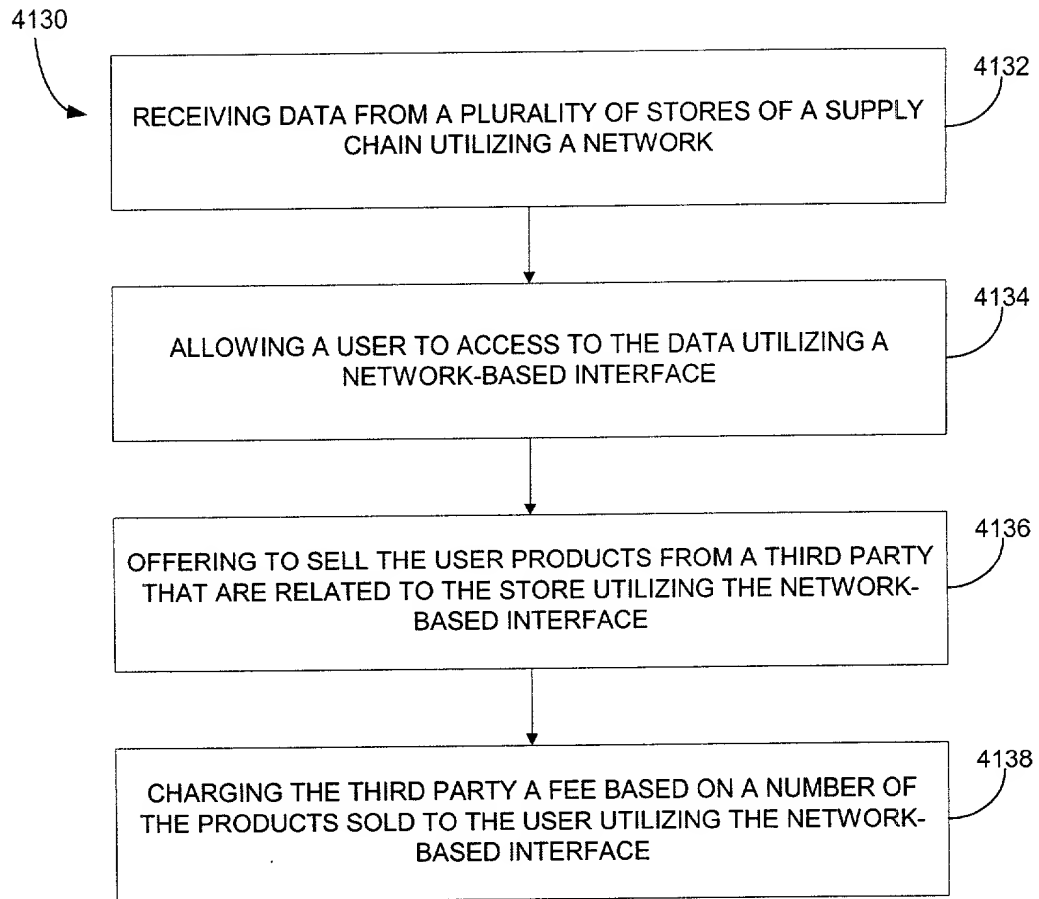 4130
4132
RECEIVING DATA FROM A PLURALITY OF STORES OF A SUPPLY
CHAIN UTILIZING A NETWORK
4134
ALLOWING A USER TO ACCESS TO THE DATA UTILIZING A
NETWORK-BASED INTERFACE
4136
OFFERING TO SELL THE USER PRODUCTS FROM A THIRD PARTY
THAT ARE RELATED TO THE STORE UTILIZING THE NETWORK-
BASED INTERFACE
4138
CHARGING THE THIRD PARTY A FEE BASED ON A NUMBER OF
THE PRODUCTS SOLD TO THE USER UTILIZING THE NETWORK-
BASED INTERFACE